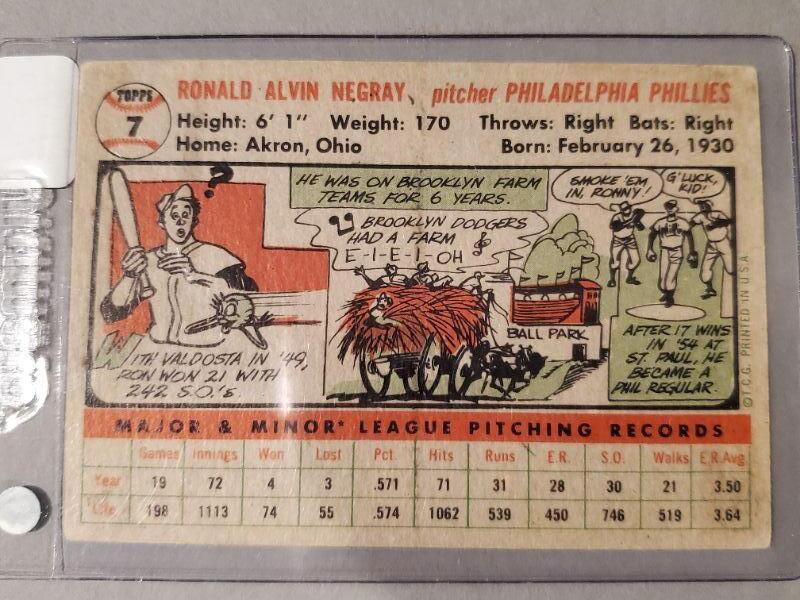 TOPPS
7
RONALD ALVIN NEGRAY, pitcher PHILADELPHIA PHILLIES
Height: 6' 1" Weight: 170 Throws: Right Bats: Right
Home: Akron, Ohio Born: February 26, 1930
?
WITH VALDOSTA IN '49,
RON WON 21 WITH
242 S.O.'s.
HE WAS ON BROOKLYN FARM
TEAMS FOR 6 YEARS.
BROOKLYN DODGERS
HAD A FARM
E-I-E-I-OH
BALL PARK
SMOKE 'EM
IN, RONNY!
G'LUCK,
KID!
AFTER 17 WINS
IN '54 AT
ST. PAUL, HE
BECAME A
PHIL REGULAR.
©T.C.G. PRINTED IN U.S.A.
MAJOR & MINOR* LEAGUE PITCHING RECORDS
Games Innings Won Lost Pct. Hits Runs E.R. S.O. Walks E.R.Avg
Year 19 72 4 3 .571 71 31 28 30 21 3.50
*Life 198 1113 74 55 .574 1062 539 450 746 519 3.64